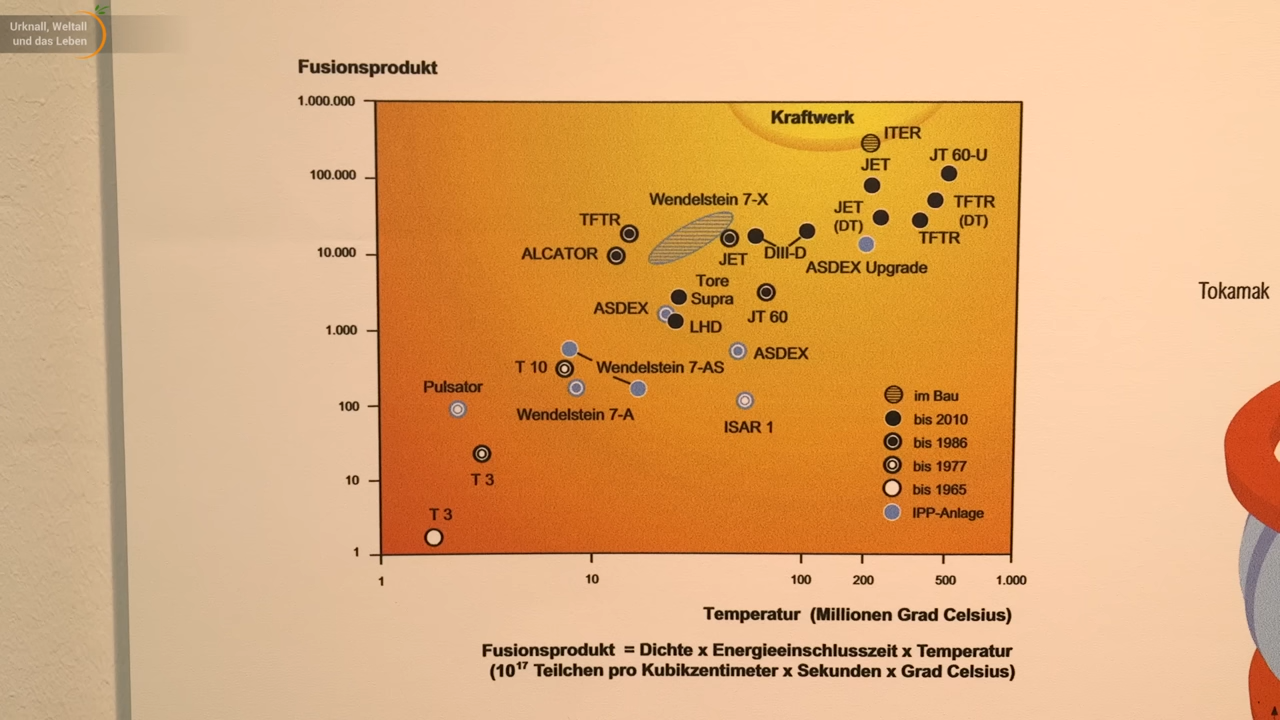 Urknall, Weltall
und das Leben
Fusionsprodukt
1.000.000
100.000
10.000
1.000
100
10
1
Kraftwerk
ITER
JET
JT 60-U
Wendelstein 7-X
TFTR
JET
(DT)
TFTR
(DT)
TFTR
ALCATOR
JET
DIII-D
ASDEX Upgrade
Tore
Supra
ASDEX
LHD
JT 60
ASDEX
T 10
Wendelstein 7-AS
Pulsator
Wendelstein 7-A
ISAR 1
T 3
T 3
im Bau
bis 2010
bis 1986
bis 1977
bis 1965
IPP-Anlage
1
10
100
200
500
1.000
Temperatur (Millionen Grad Celsius)
Fusionsprodukt = Dichte x Energieeinschlusszeit x Temperatur
(10¹⁷ Teilchen pro Kubikzentimeter x Sekunden x Grad Celsius)
Tokamak